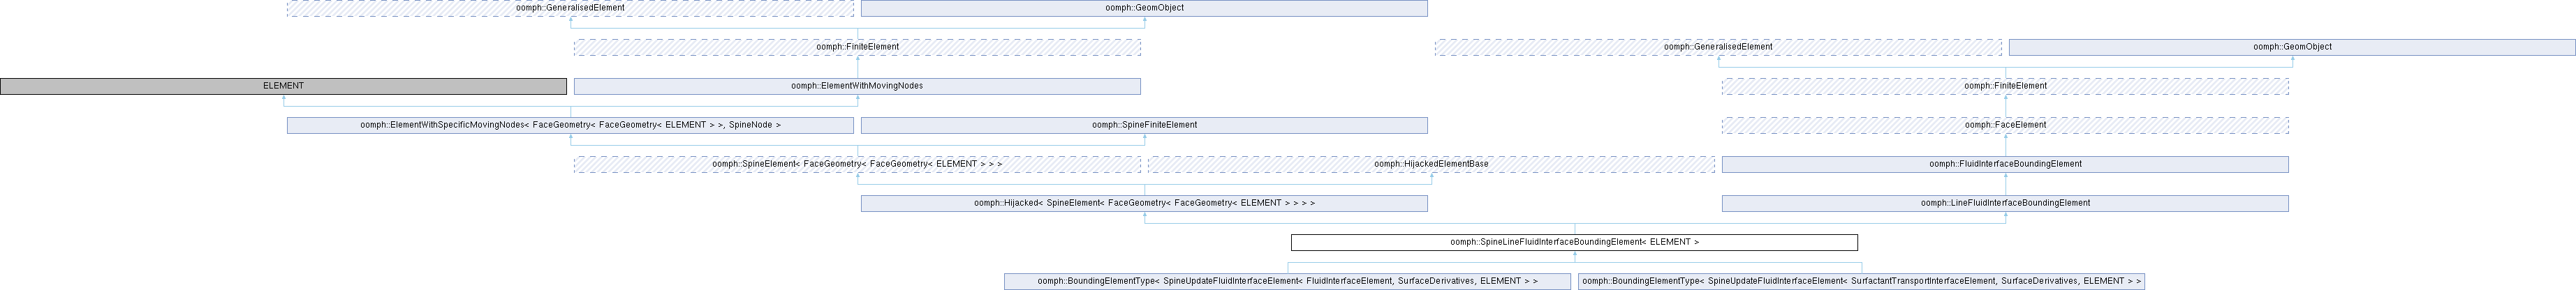 oomph::GeneralisedElement
oomph::GeomObject
oomph::FiniteElement
oomph::GeneralisedElement
oomph::GeomObject
ELEMENT
oomph::ElementWithMovingNodes
oomph::FiniteElement
oomph::ElementWithSpecificMovingNodes< FaceGeometry< FaceGeometry< ELEMENT > >, SpineNode >
oomph::SpineFiniteElement
oomph::FaceElement
oomph::SpineElement< FaceGeometry< FaceGeometry< ELEMENT > > >
oomph::HijackedElementBase
oomph::FluidInterfaceBoundingElement
oomph::Hijacked< SpineElement< FaceGeometry< FaceGeometry< ELEMENT > > > >
oomph::LineFluidInterfaceBoundingElement
oomph::SpineLineFluidInterfaceBoundingElement< ELEMENT >
oomph::BoundingElementType< SpineUpdateFluidInterfaceElement< FluidInterfaceElement, SurfaceDerivatives, ELEMENT > >
oomph::BoundingElementType< SpineUpdateFluidInterfaceElement< SurfactantTransportInterfaceElement, SurfaceDerivatives, ELEMENT > >